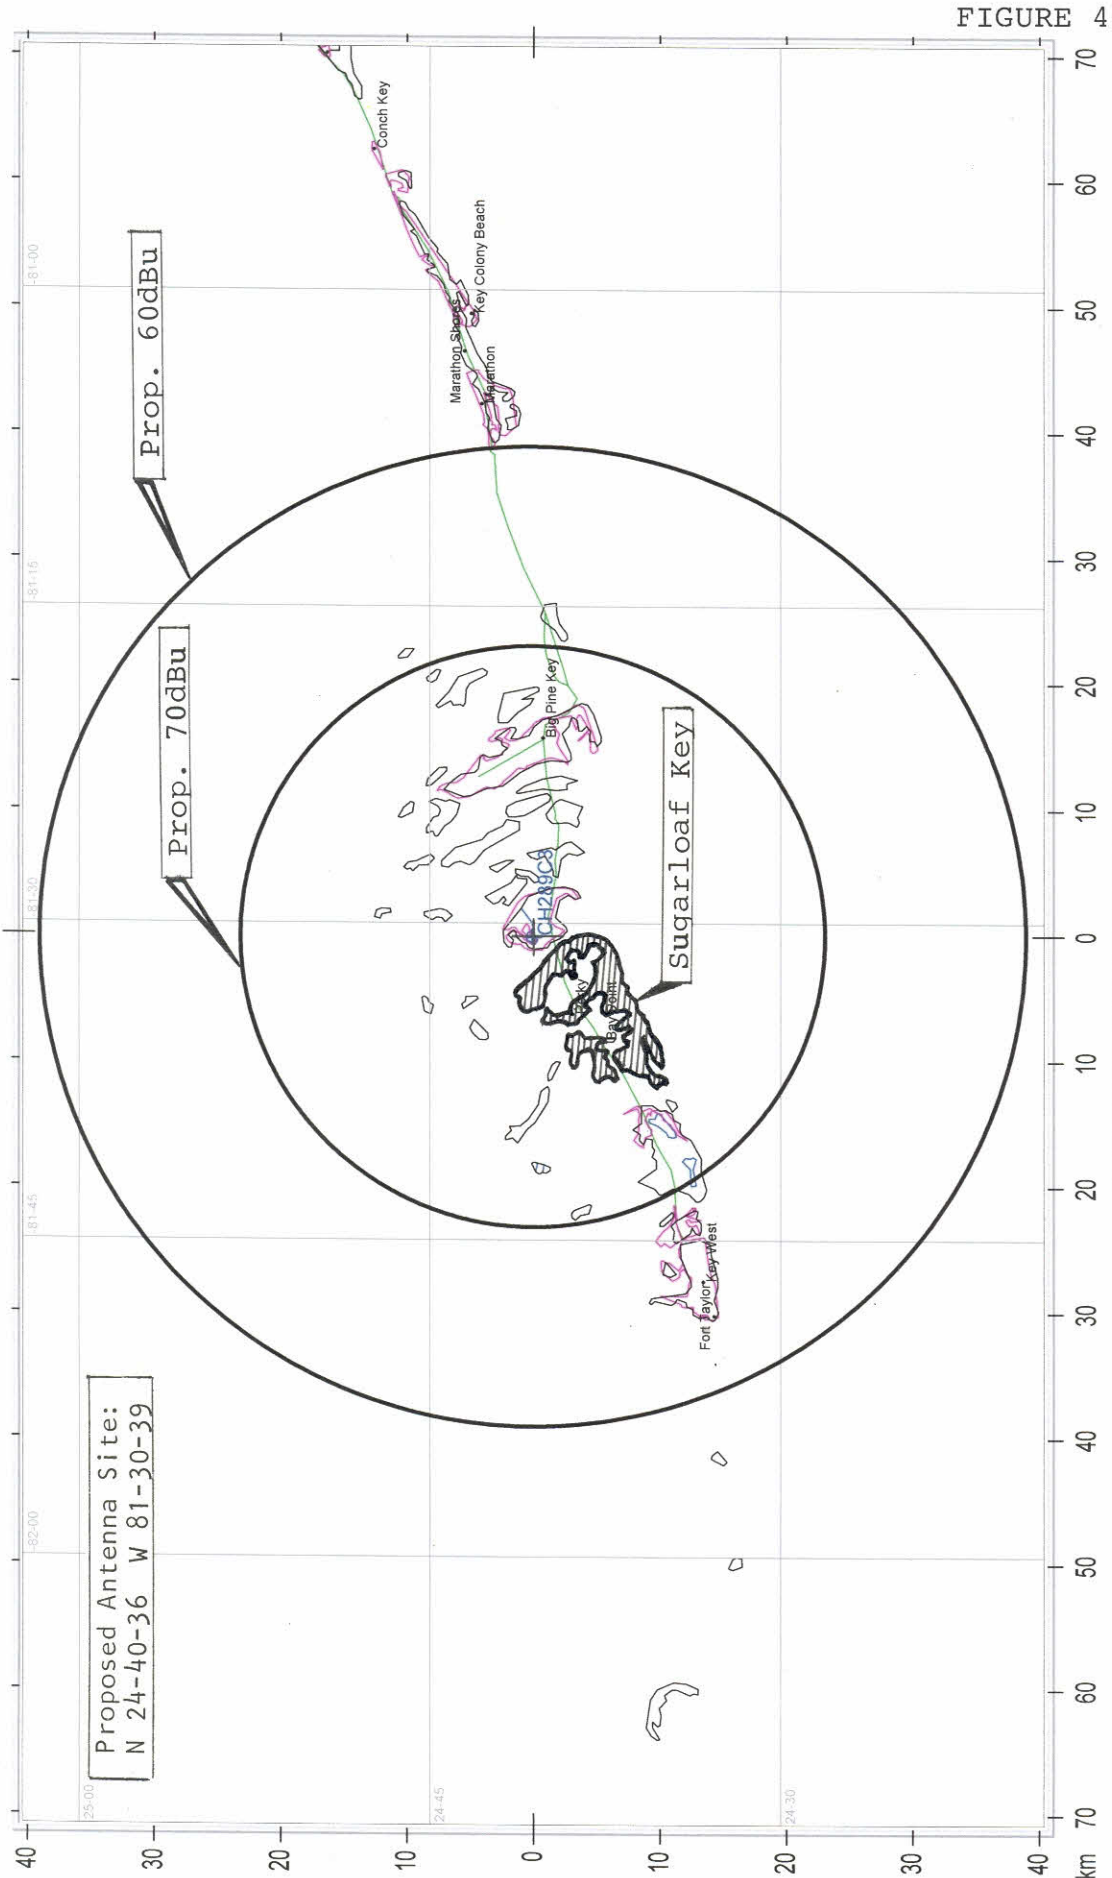 FIGURE 4
Proposed Antenna Site:
N 24-40-36 W 81-30-39
Prop. 70dBu
Prop. 60dBu
Sugarloaf Key
CH289C3
Conch Key
Key Colony Beach
Marathon Shores
Marathon
Big Pine Key
Perky
Bay Point
Key West
Fort Taylor
-82-00
-81-45
-81-30
-81-15
-81-00
25-00
24-45
24-30
40
30
20
10
0
10
20
30
40
km
70
60
50
40
30
20
10
0
10
20
30
40
50
60
70